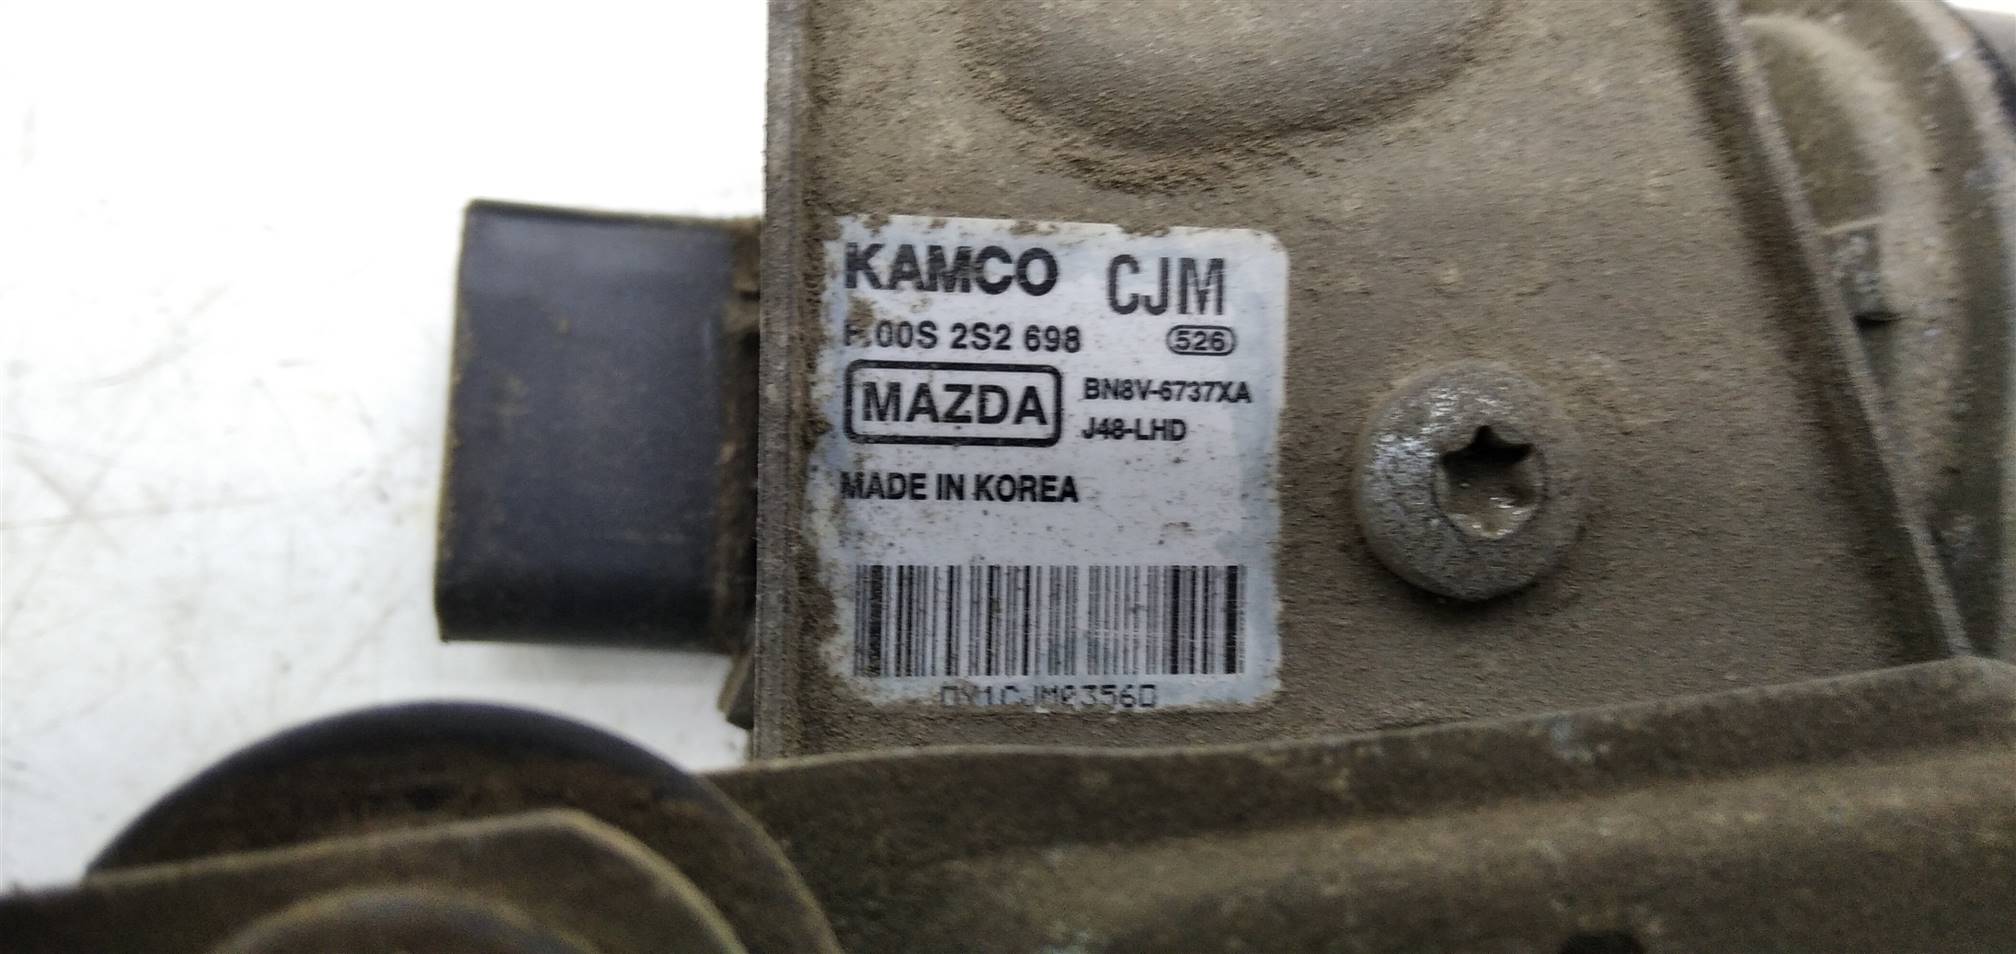 KAMCO CJM
F.00S 2S2 698 526
MAZDA BN8V-6737XA
J48-LHD
MADE IN KOREA